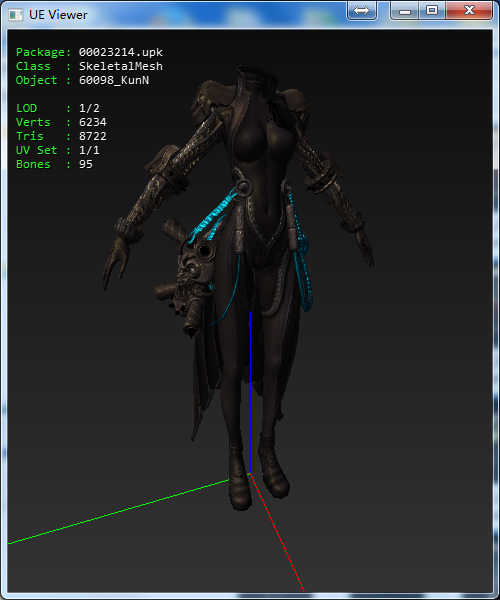 UE Viewer
Package: 00023214.upk
Class : SkeletalMesh
Object : 60098_KunN
LOD : 1/2
Verts : 6234
Tris : 8722
UV Set : 1/1
Bones : 95